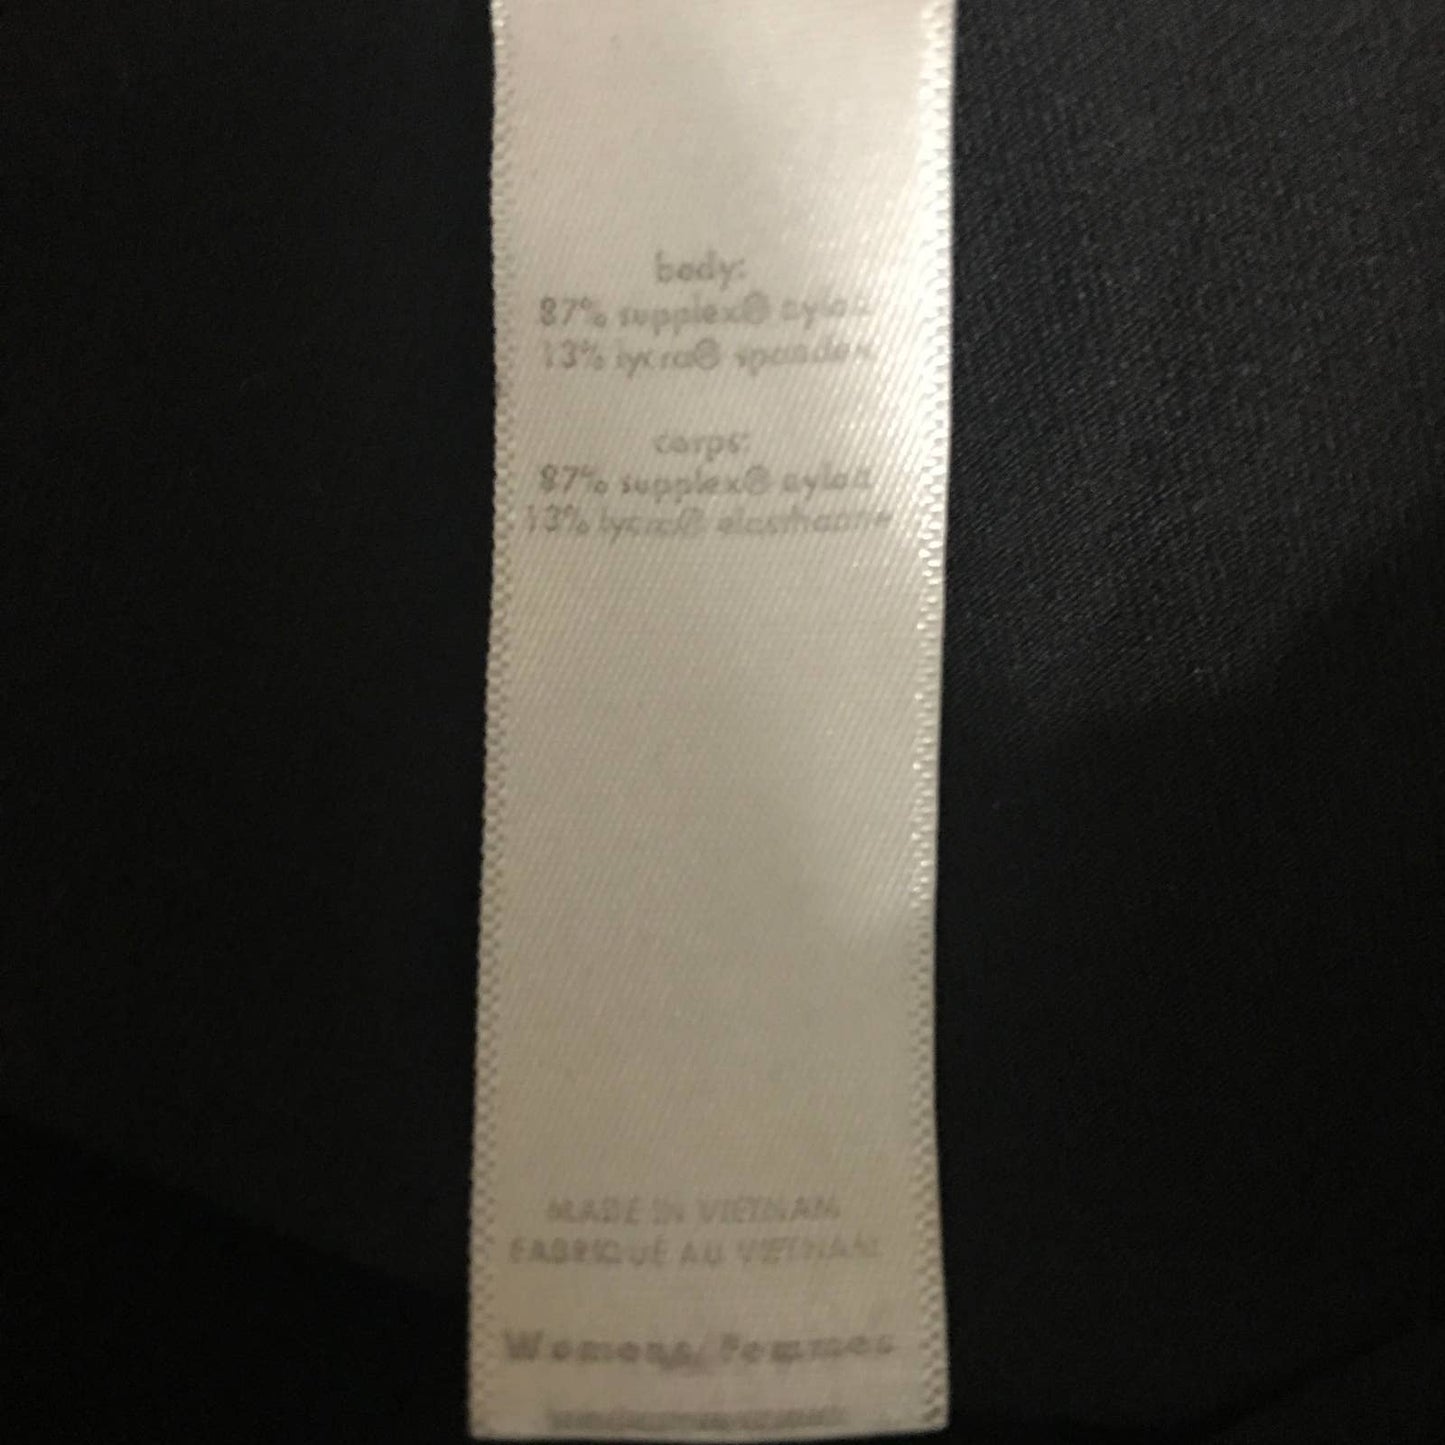 body:
87% supplex® nylon
13% lycra® spandex
corps:
87% supplex® nylon
13% lycra® elasthanne
MADE IN VIETNAM
FABRIQUÉ AU VIETNAM
Womens/Femmes